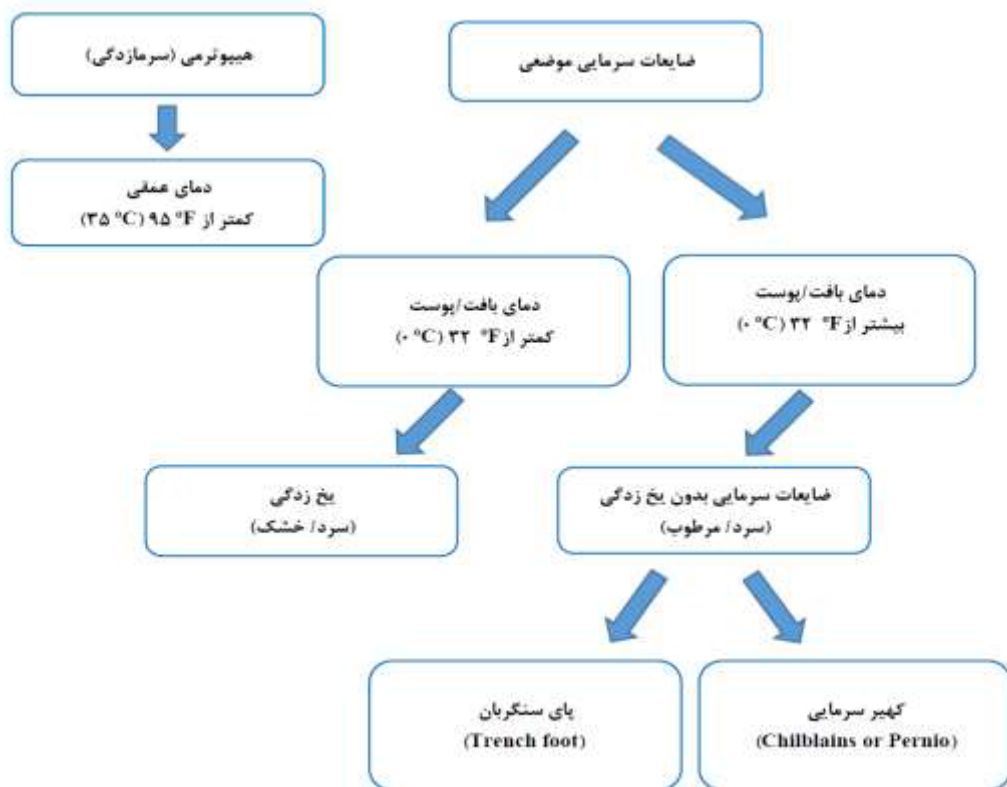 هیپوترمی (سرمازدگی)
ضایعات سرمایی موضعی
دمای عمقی
کمتر از ۹۵ °F (۳۵ °C)
دمای بافت/پوست
کمتر از ۳۲ °F (۰ °C)
دمای بافت/پوست
بیشتر از ۳۲ °F (۰ °C)
یخ زدگی
(سرد/ خشک)
ضایعات سرمایی بدون یخ زدگی
(سرد/ مرطوب)
پای سنگربان
(Trench foot)
کهیر سرمایی
(Chilblains or Pernio)